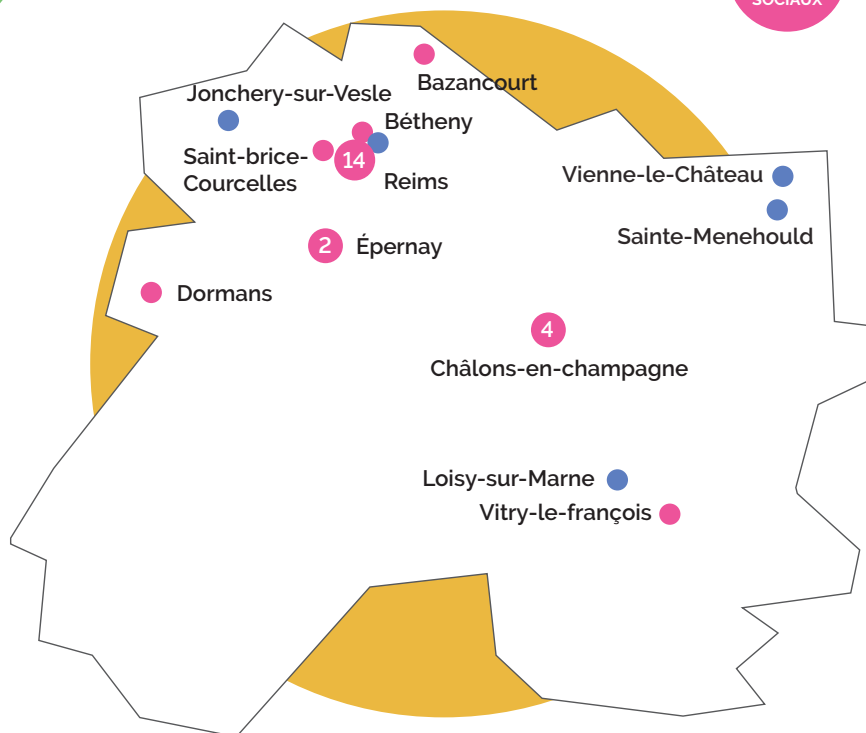 SOCIAUX
Bazancourt
Jonchery-sur-Vesle
Bétheny
Saint-brice-
Courcelles
14
Reims
Vienne-le-Château
Sainte-Menehould
2
Épernay
Dormans
4
Châlons-en-champagne
Loisy-sur-Marne
Vitry-le-françois